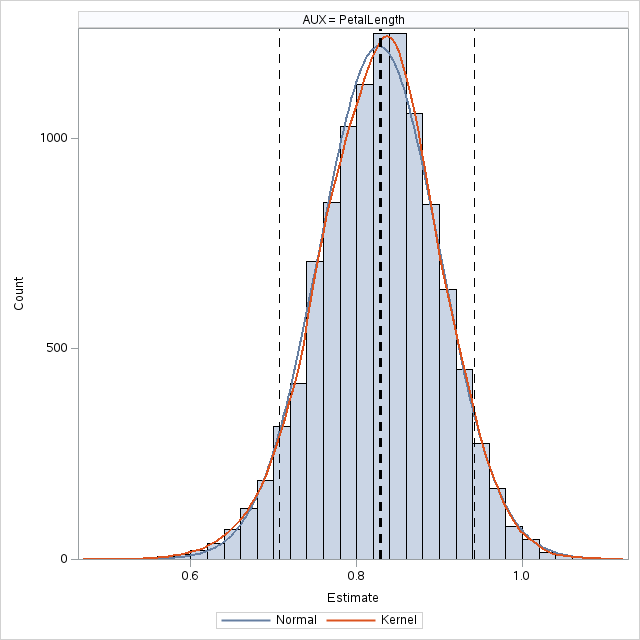 AUX = PetalLength
1000
500
0
Count
0.6 0.8 1.0
Estimate
Normal Kernel